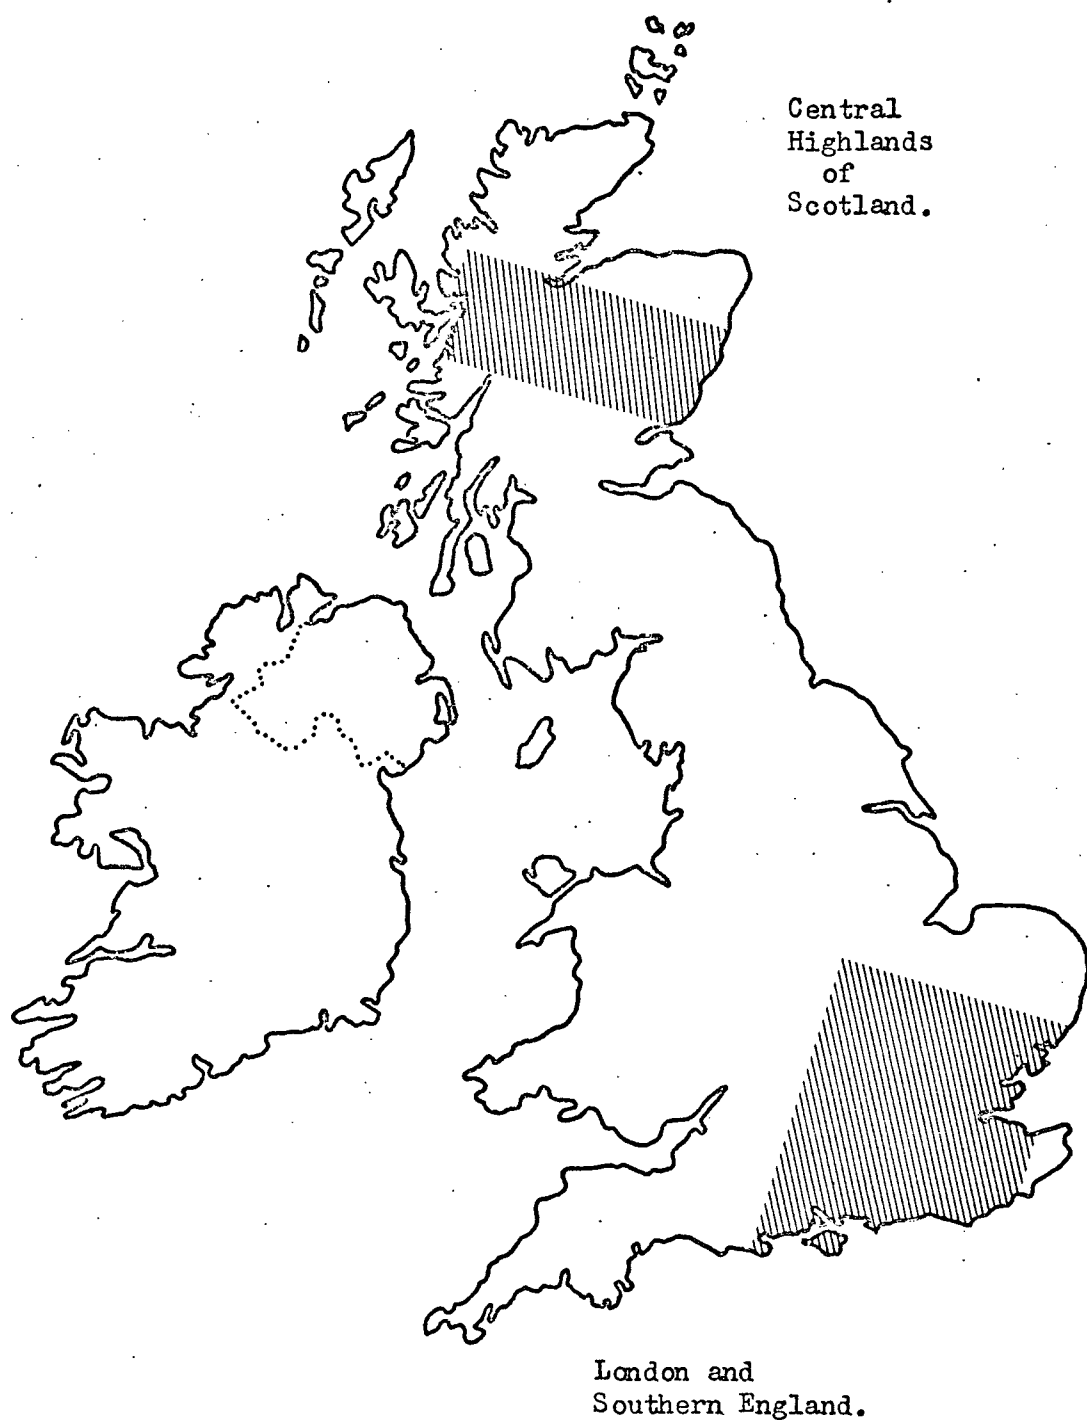 Central
Highlands
of
Scotland.
London and
Southern England.